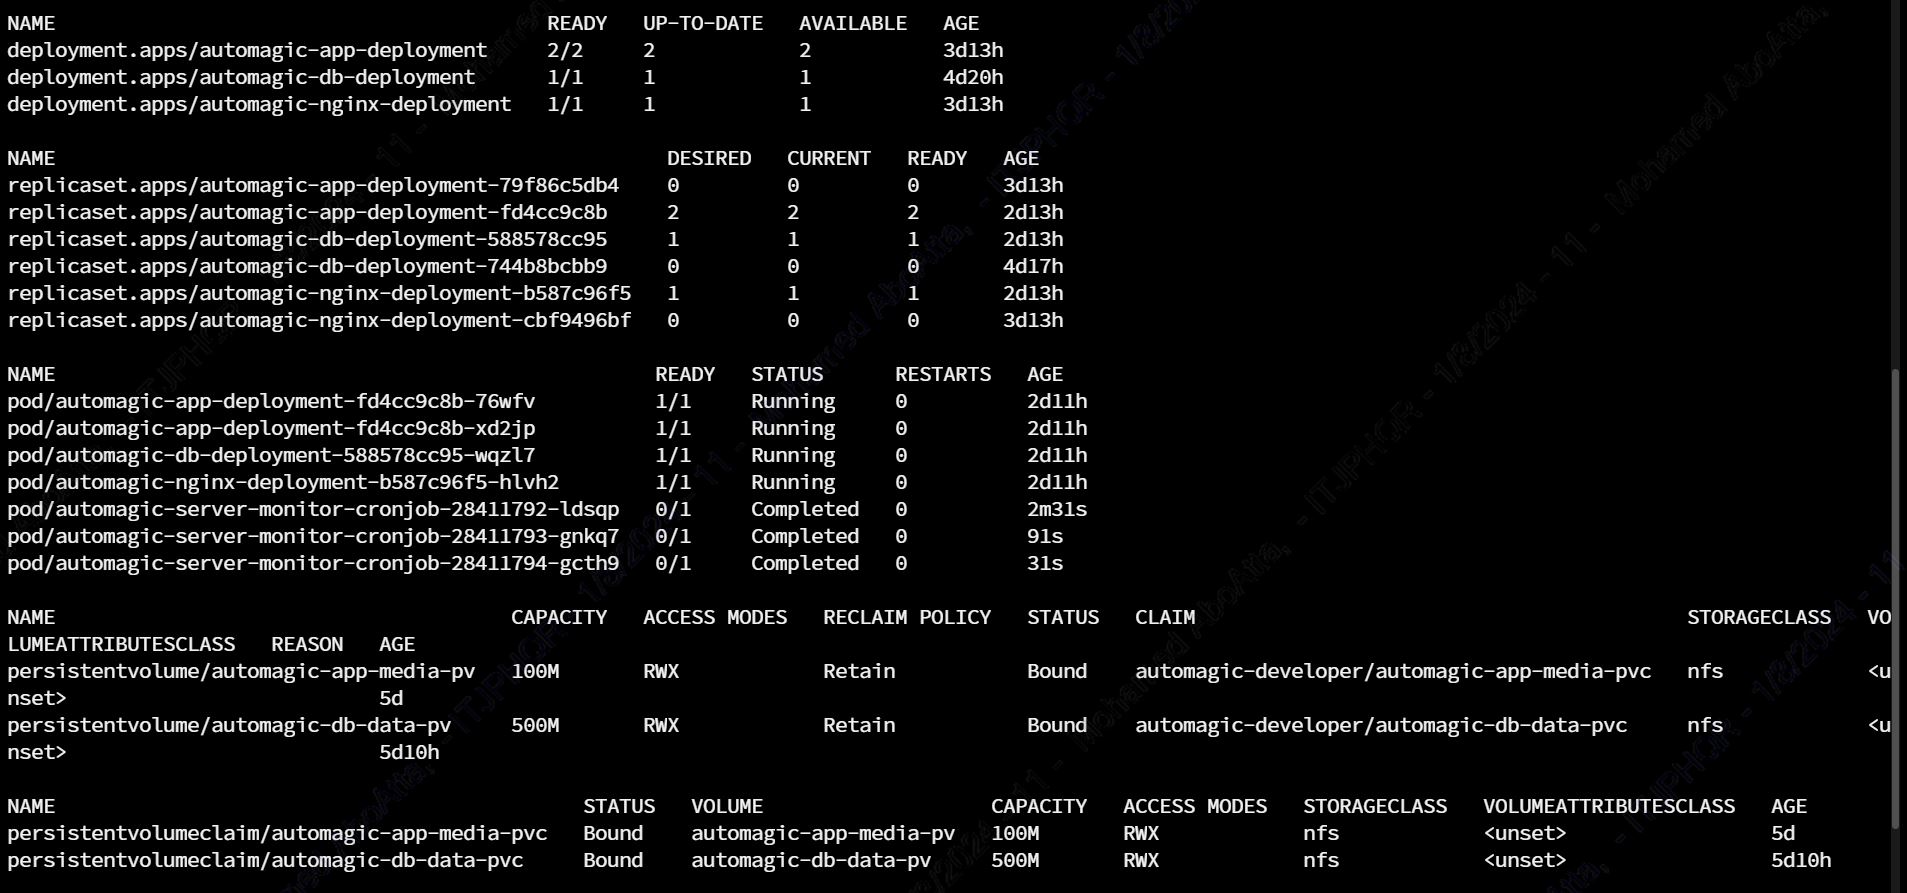 NAME READY UP-TO-DATE AVAILABLE AGE
deployment.apps/automagic-app-deployment 2/2 2 2 3d13h
deployment.apps/automagic-db-deployment 1/1 1 1 4d20h
deployment.apps/automagic-nginx-deployment 1/1 1 1 3d13h
NAME DESIRED CURRENT READY AGE
replicaset.apps/automagic-app-deployment-79f86c5db4 0 0 0 3d13h
replicaset.apps/automagic-app-deployment-fd4cc9c8b 2 2 2 2d13h
replicaset.apps/automagic-db-deployment-588578cc95 1 1 1 2d13h
replicaset.apps/automagic-db-deployment-744b8bcbb9 0 0 0 4d17h
replicaset.apps/automagic-nginx-deployment-b587c96f5 1 1 1 2d13h
replicaset.apps/automagic-nginx-deployment-cbf9496bf 0 0 0 3d13h
NAME READY STATUS RESTARTS AGE
pod/automagic-app-deployment-fd4cc9c8b-76wfv 1/1 Running 0 2d11h
pod/automagic-app-deployment-fd4cc9c8b-xd2jp 1/1 Running 0 2d11h
pod/automagic-db-deployment-588578cc95-wqzl7 1/1 Running 0 2d11h
pod/automagic-nginx-deployment-b587c96f5-hlvh2 1/1 Running 0 2d11h
pod/automagic-server-monitor-cronjob-28411792-ldsqp 0/1 Completed 0 2m31s
pod/automagic-server-monitor-cronjob-28411793-gnkq7 0/1 Completed 0 91s
pod/automagic-server-monitor-cronjob-28411794-gcth9 0/1 Completed 0 31s
NAME CAPACITY ACCESS MODES RECLAIM POLICY STATUS CLAIM STORAGECLASS VO
LUMEATTRIBUTESCLASS REASON AGE
persistentvolume/automagic-app-media-pv 100M RWX Retain Bound automagic-developer/automagic-app-media-pvc nfs <u
nset> 5d
persistentvolume/automagic-db-data-pv 500M RWX Retain Bound automagic-developer/automagic-db-data-pvc nfs <u
nset> 5d10h
NAME STATUS VOLUME CAPACITY ACCESS MODES STORAGECLASS VOLUMEATTRIBUTESCLASS AGE
persistentvolumeclaim/automagic-app-media-pvc Bound automagic-app-media-pv 100M RWX nfs <unset> 5d
persistentvolumeclaim/automagic-db-data-pvc Bound automagic-db-data-pv 500M RWX nfs <unset> 5d10h